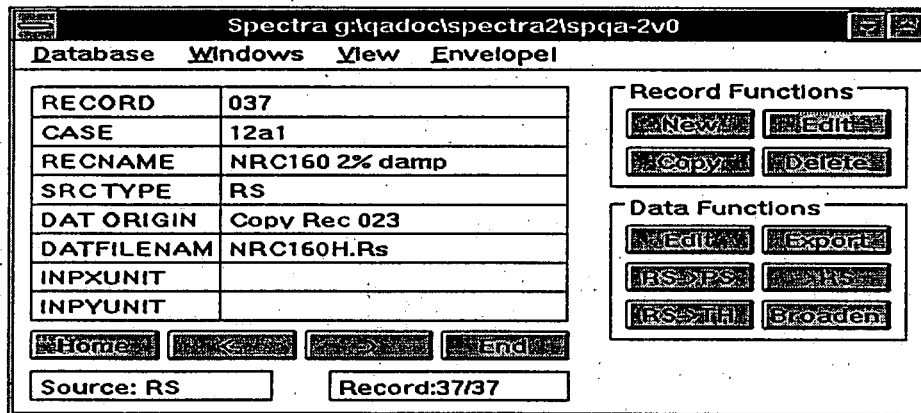 Spectra g:\qadoc\spectra2\spqa-2v0
Database Windows View Envelopel
RECORD 037
CASE 12a1
RECNAME NRC160 2% damp
SRCTYPE RS
DAT ORIGIN Copy Rec 023
DATFILENAM NRC160H.Rs
INPXUNIT
INPYUNIT
Home < > End
Source: RS Record:37/37
Record Functions
New Edit
Copy Delete
Data Functions
Edit Export
RS>PS >RS
RS>TH Broaden